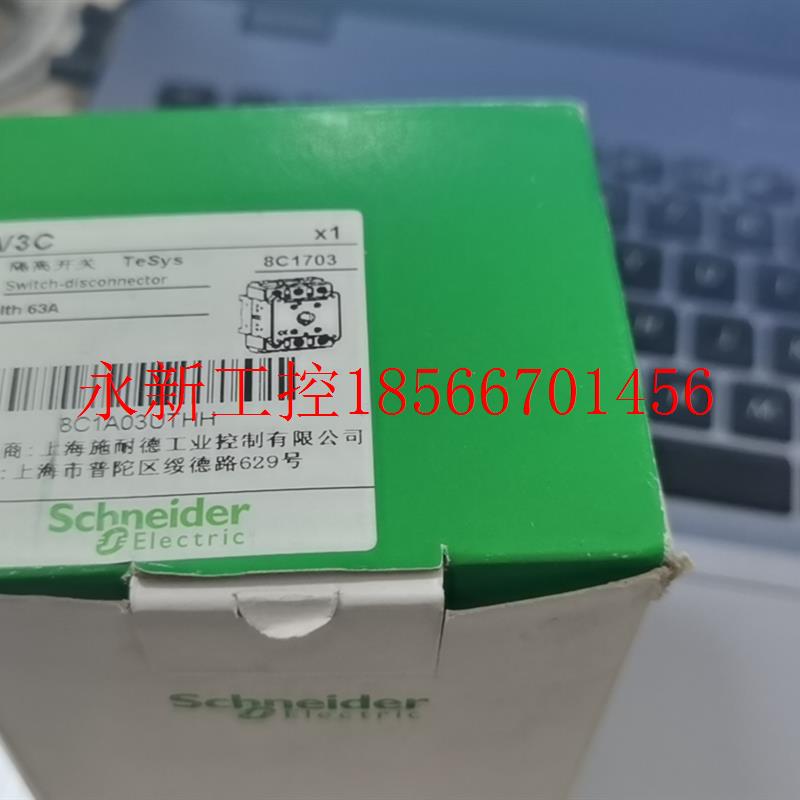 V3C x1
隔离开关 TeSys 8C1703
Switch-disconnector
Ith 63A
永新工控18566701456
8C1A03U1HH
商:上海施耐德工业控制有限公司
:上海市普陀区绥德路629号
Schneider
Electric
Schneider
Electric